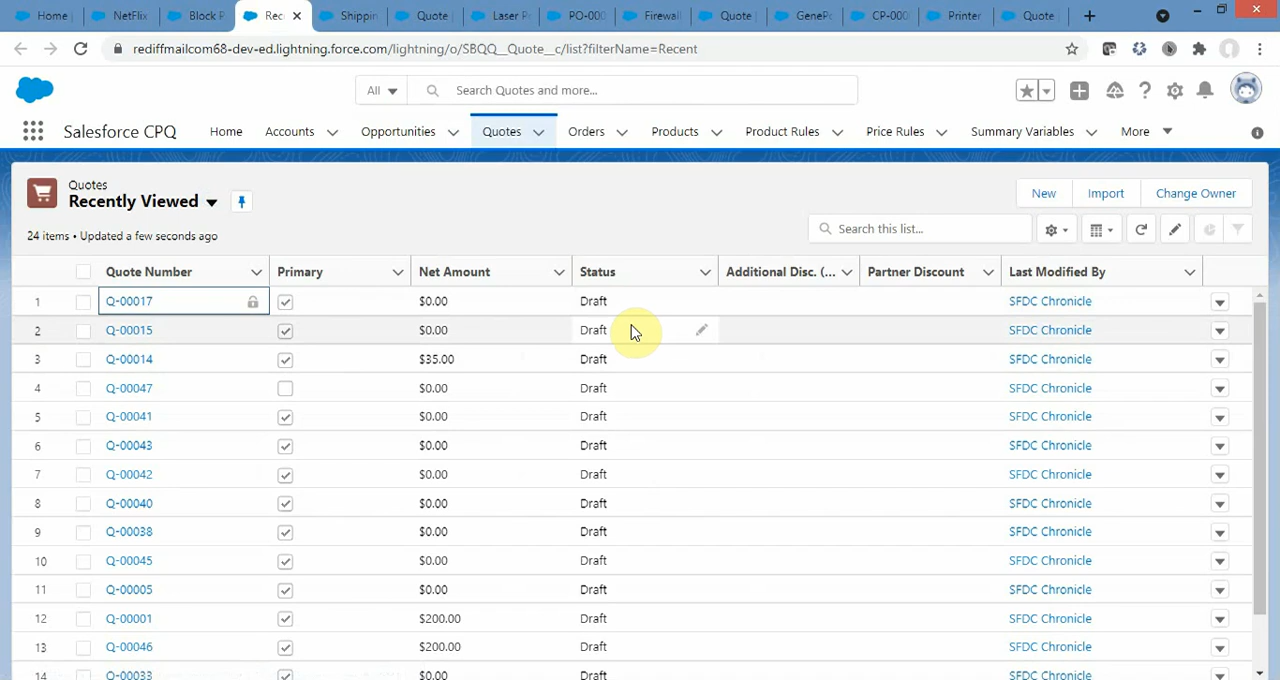 Home
NetFlix
Block P
Rec
Shippin
Quote
Laser P
PO-000
Firewall
Quote
GenePo
CP-000
Printer
Quote
rediffmailcom68-dev-ed.lightning.force.com/lightning/o/SBQQ__Quote__c/list?filterName=Recent
All
Search Quotes and more...
Salesforce CPQ
Home
Accounts
Opportunities
Quotes
Orders
Products
Product Rules
Price Rules
Summary Variables
More
Quotes
Recently Viewed
New
Import
Change Owner
24 items • Updated a few seconds ago
Search this list...
Quote Number Primary Net Amount Status Additional Disc. (... Partner Discount Last Modified By
1 Q-00017 $0.00 Draft SFDC Chronicle
2 Q-00015 $0.00 Draft SFDC Chronicle
3 Q-00014 $35.00 Draft SFDC Chronicle
4 Q-00047 $0.00 Draft SFDC Chronicle
5 Q-00041 $0.00 Draft SFDC Chronicle
6 Q-00043 $0.00 Draft SFDC Chronicle
7 Q-00042 $0.00 Draft SFDC Chronicle
8 Q-00040 $0.00 Draft SFDC Chronicle
9 Q-00038 $0.00 Draft SFDC Chronicle
10 Q-00045 $0.00 Draft SFDC Chronicle
11 Q-00005 $0.00 Draft SFDC Chronicle
12 Q-00001 $200.00 Draft SFDC Chronicle
13 Q-00046 $200.00 Draft SFDC Chronicle
14 Q-00033 $0.00 Draft SFDC Chronicle